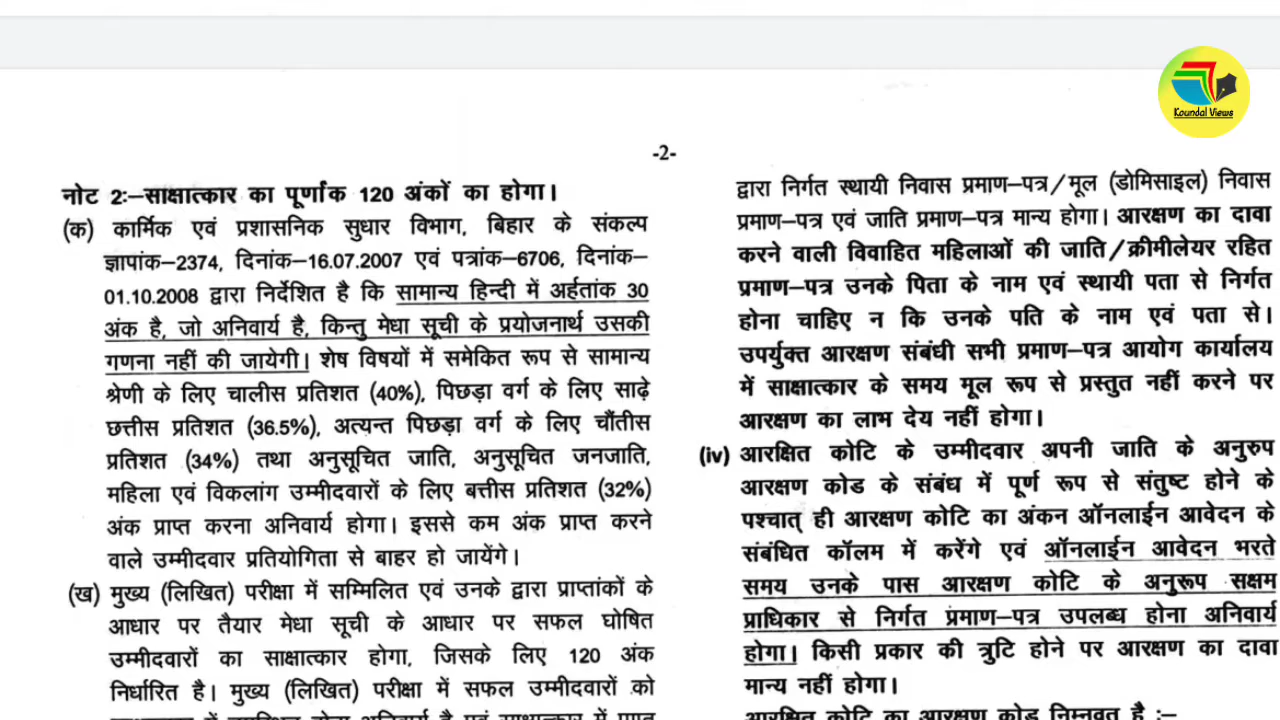 Koundal Views
-2-
नोट 2:-साक्षात्कार का पूर्णांक 120 अंकों का होगा।
(क) कार्मिक एवं प्रशासनिक सुधार विभाग, बिहार के संकल्प
ज्ञापांक-2374, दिनांक-16.07.2007 एवं पत्रांक-6706, दिनांक-
01.10.2008 द्वारा निर्देशित है कि सामान्य हिन्दी में अर्हतांक 30
अंक है, जो अनिवार्य है, किन्तु मेधा सूची के प्रयोजनार्थ उसकी
गणना नहीं की जायेगी। शेष विषयों में समेकित रूप से सामान्य
श्रेणी के लिए चालीस प्रतिशत (40%), पिछड़ा वर्ग के लिए साढ़े
छत्तीस प्रतिशत (36.5%), अत्यन्त पिछड़ा वर्ग के लिए चौंतीस
प्रतिशत (34%) तथा अनुसूचित जाति, अनुसूचित जनजाति,
महिला एवं विकलांग उम्मीदवारों के लिए बत्तीस प्रतिशत (32%)
अंक प्राप्त करना अनिवार्य होगा। इससे कम अंक प्राप्त करने
वाले उम्मीदवार प्रतियोगिता से बाहर हो जायेंगे।
(ख) मुख्य (लिखित) परीक्षा में सम्मिलित एवं उनके द्वारा प्राप्तांकों के
आधार पर तैयार मेधा सूची के आधार पर सफल घोषित
उम्मीदवारों का साक्षात्कार होगा, जिसके लिए 120 अंक
निर्धारित है। मुख्य (लिखित) परीक्षा में सफल उम्मीदवारों को
द्वारा निर्गत स्थायी निवास प्रमाण-पत्र/मूल (डोमिसाइल) निवास
प्रमाण-पत्र एवं जाति प्रमाण-पत्र मान्य होगा। आरक्षण का दावा
करने वाली विवाहित महिलाओं की जाति/क्रीमीलेयर रहित
प्रमाण-पत्र उनके पिता के नाम एवं स्थायी पता से निर्गत
होना चाहिए न कि उनके पति के नाम एवं पता से।
उपर्युक्त आरक्षण संबंधी सभी प्रमाण-पत्र आयोग कार्यालय
में साक्षात्कार के समय मूल रूप से प्रस्तुत नहीं करने पर
आरक्षण का लाभ देय नहीं होगा।
(iv) आरक्षित कोटि के उम्मीदवार अपनी जाति के अनुरुप
आरक्षण कोड के संबंध में पूर्ण रूप से संतुष्ट होने के
पश्चात् ही आरक्षण कोटि का अंकन ऑनलाईन आवेदन के
संबंधित कॉलम में करेंगे एवं ऑनलाईन आवेदन भरते
समय उनके पास आरक्षण कोटि के अनुरूप सक्षम
प्राधिकार से निर्गत प्रमाण-पत्र उपलब्ध होना अनिवार्य
होगा। किसी प्रकार की त्रुटि होने पर आरक्षण का दावा
मान्य नहीं होगा।
आरक्षित कोटि का आरक्षण कोड निम्नवत है :-